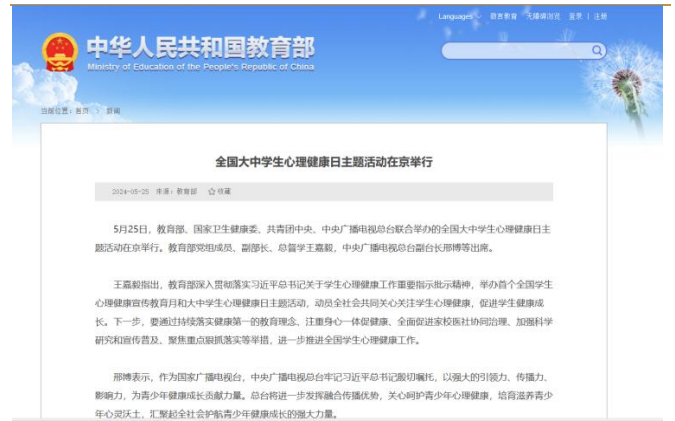 Languages 语言教育 无障碍浏览 登录 | 注册
中华人民共和国教育部
Ministry of Education of the People's Republic of China
当前位置：首页 > 新闻
全国大中学生心理健康日主题活动在京举行
2024-05-25 来源：教育部 ☆收藏
5月25日，教育部、国家卫生健康委、共青团中央、中央广播电视总台联合举办的全国大中学生心理健康日主
题活动在京举行。教育部党组成员、副部长、总督学王嘉毅，中央广播电视总台副台长邢博等出席。
王嘉毅指出，教育部深入贯彻落实习近平总书记关于学生心理健康工作重要指示批示精神，举办首个全国学生
心理健康宣传教育月和大中学生心理健康日主题活动，动员全社会共同关心关注学生心理健康，促进学生健康成
长。下一步，要通过持续落实健康第一的教育理念、注重身心一体促健康、全面促进家校医社协同治理、加强科学
研究和宣传普及、聚焦重点狠抓落实等举措，进一步推进全国学生心理健康工作。
邢博表示，作为国家广播电视台，中央广播电视总台牢记习近平总书记殷切嘱托，以强大的引领力、传播力、
影响力，为青少年健康成长贡献力量。总台将进一步发挥融合传播优势，关心呵护青少年心理健康，培育滋养青少
年心灵沃土，汇聚起全社会护航青少年健康成长的强大力量。